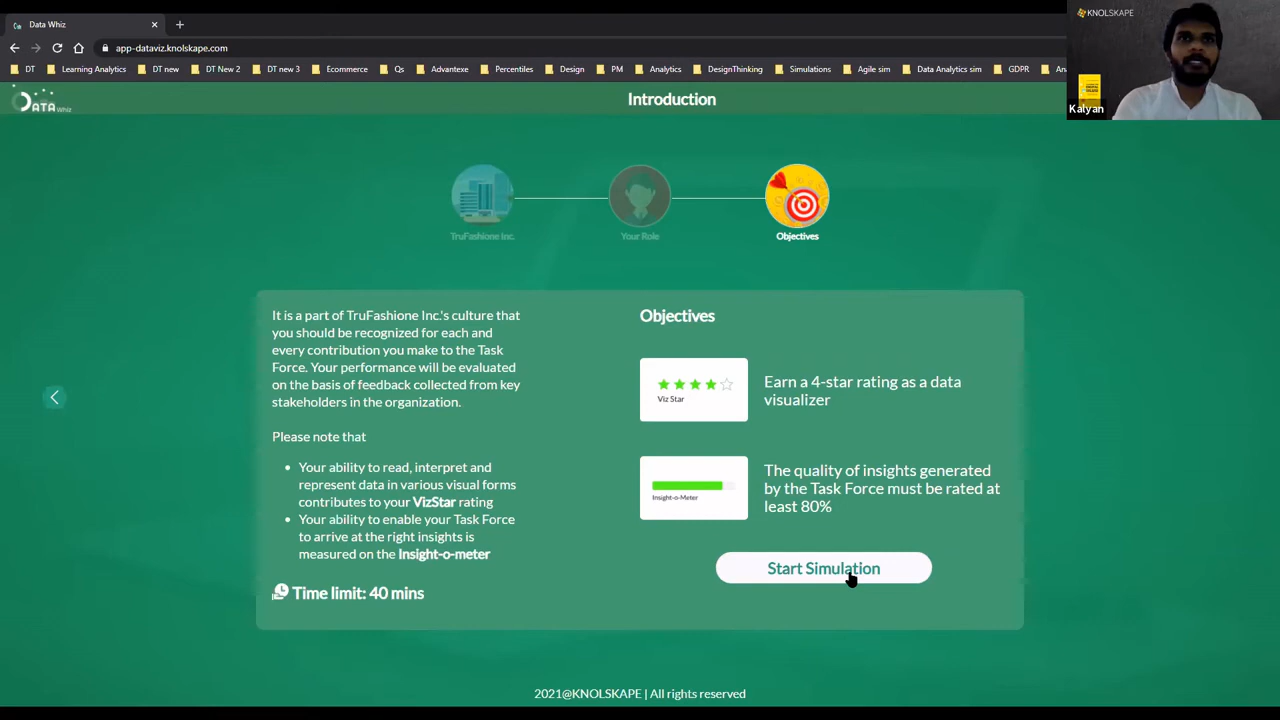 Data Whiz
app-dataviz.knolskape.com
DT
Learning Analytics
DT new
DT New 2
DT new 3
Ecommerce
Qs
Advantexe
Percentiles
Design
PM
Analytics
DesignThinking
Simulations
Agile sim
Data Analytics sim
GDPR
An
KNOLSKAPE
Kalyan
DATA Whiz
Introduction
TruFashione Inc.
Your Role
Objectives
It is a part of TruFashione Inc.'s culture that
you should be recognized for each and
every contribution you make to the Task
Force. Your performance will be evaluated
on the basis of feedback collected from key
stakeholders in the organization.
Please note that
Your ability to read, interpret and
represent data in various visual forms
contributes to your VizStar rating
Your ability to enable your Task Force
to arrive at the right insights is
measured on the Insight-o-meter
Time limit: 40 mins
Objectives
Viz Star
Earn a 4-star rating as a data
visualizer
Insight-o-Meter
The quality of insights generated
by the Task Force must be rated at
least 80%
Start Simulation
2021@KNOLSKAPE | All rights reserved